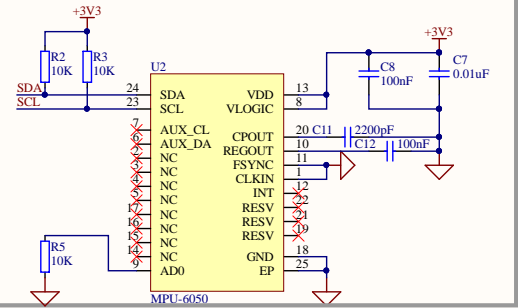 +3V3
+3V3
R2
10K
R3
10K
U2
C8
100nF
C7
0.01uF
SDA
24
SDA
VDD
13
SCL
23
SCL
VLOGIC
8
7
AUX_CL
CPOUT
20
C11
2200pF
6
AUX_DA
REGOUT
10
C12
100nF
2
NC
FSYNC
11
3
NC
CLKIN
1
4
NC
INT
12
5
NC
RESV
22
17
NC
RESV
21
16
NC
RESV
19
15
NC
14
NC
GND
18
R5
10K
9
AD0
EP
25
MPU-6050